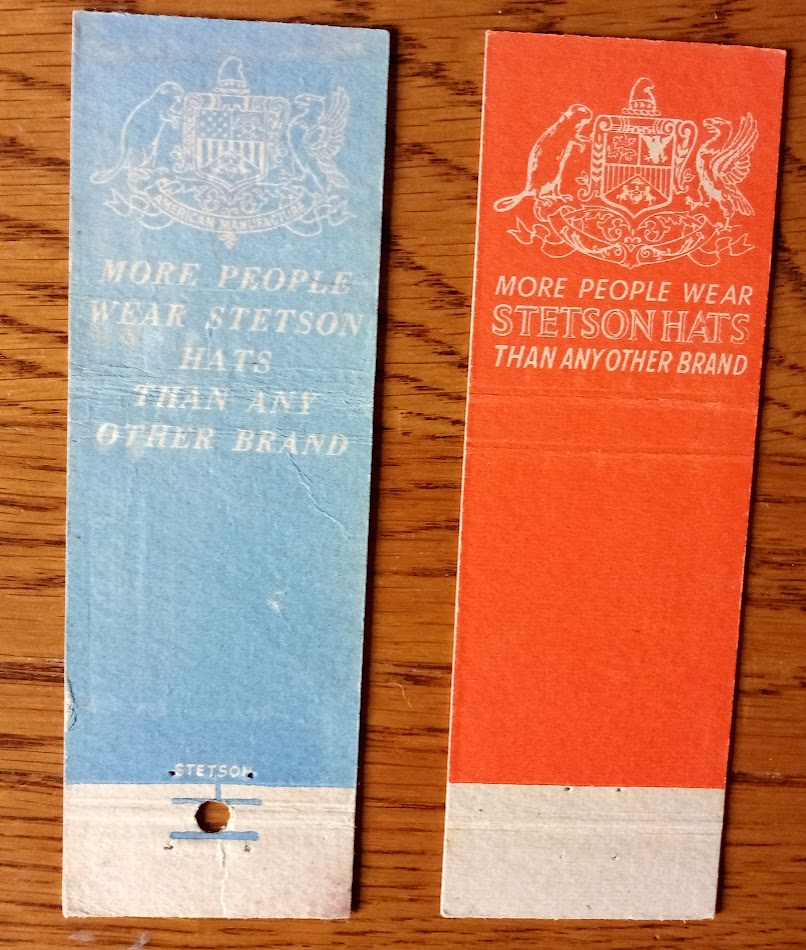 AMERICAN MANUFACTURE
MORE PEOPLE
WEAR STETSON
HATS
THAN ANY
OTHER BRAND
STETSON
MORE PEOPLE WEAR
STETSON HATS
THAN ANY OTHER BRAND